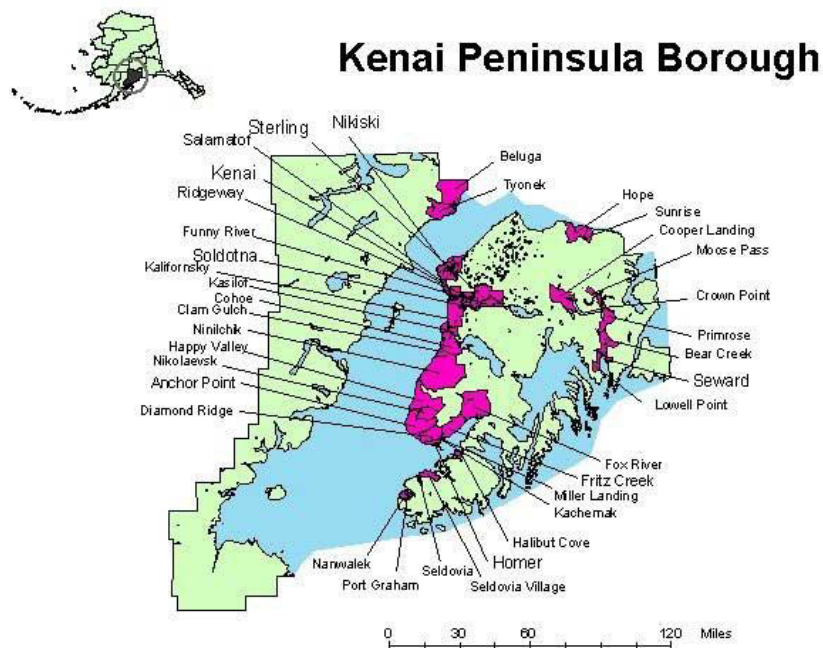 Kenai Peninsula Borough
Sterling
Nikiski
Salamatof
Kenai
Ridgeway
Funny River
Soldotna
Kalifornsky
Kasilof
Cohoe
Clam Gulch
Ninilchik
Happy Valley
Nikolaevsk
Anchor Point
Diamond Ridge
Beluga
Tyonek
Hope
Sunrise
Cooper Landing
Moose Pass
Crown Point
Primrose
Bear Creek
Seward
Lowell Point
Fox River
Fritz Creek
Miller Landing
Kachemak
Halibut Cove
Homer
Seldovia Village
Seldovia
Port Graham
Nanwalek
0 30 60 120 Miles